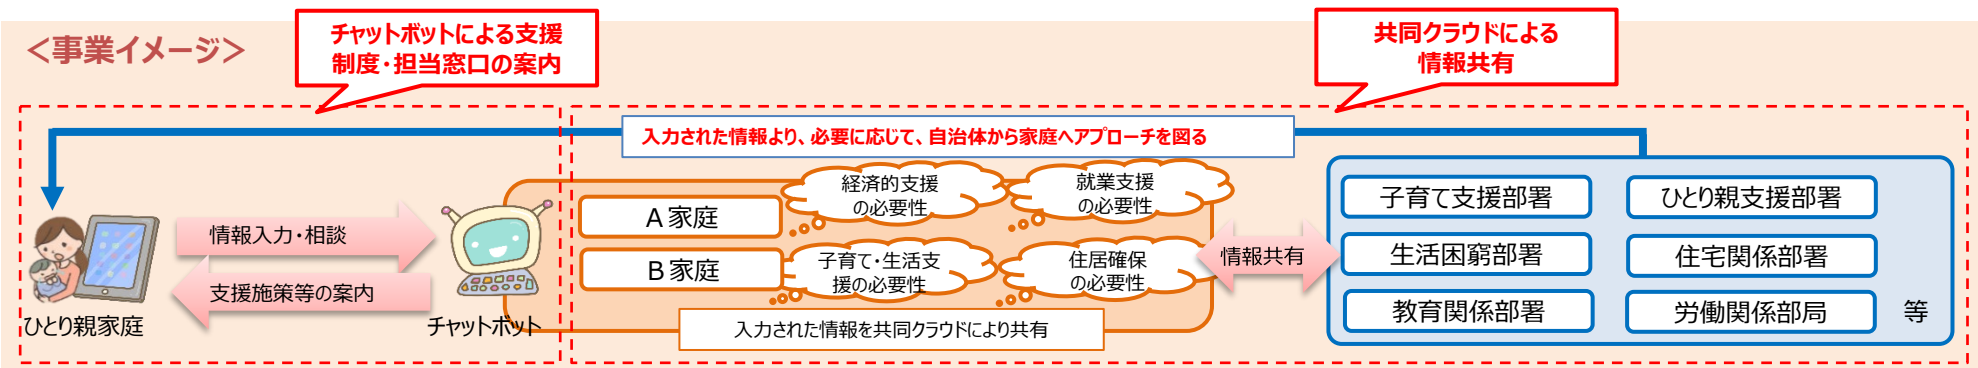 ＜事業イメージ＞
チャットボットによる支援
制度・担当窓口の案内
共同クラウドによる
情報共有
入力された情報より、必要に応じて、自治体から家庭へアプローチを図る
情報入力・相談
支援施策等の案内
ひとり親家庭
チャットボット
Ａ家庭
Ｂ家庭
経済的支援
の必要性
就業支援
の必要性
子育て・生活支
援の必要性
住居確保
の必要性
入力された情報を共同クラウドにより共有
情報共有
子育て支援部署
ひとり親支援部署
生活困窮部署
住宅関係部署
教育関係部署
労働関係部局
等